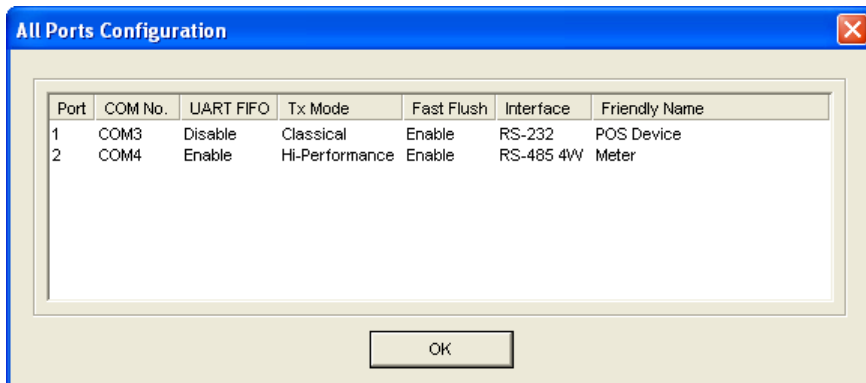 All Ports Configuration
Port COM No. UART FIFO Tx Mode Fast Flush Interface Friendly Name
1 COM3 Disable Classical Enable RS-232 POS Device
2 COM4 Enable Hi-Performance Enable RS-485 4W Meter
OK